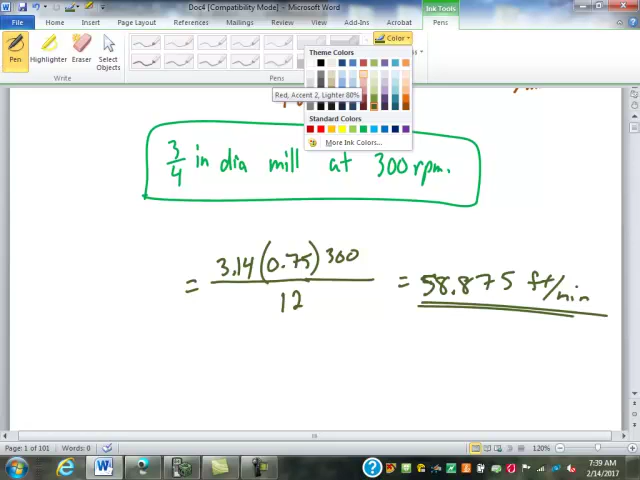 Doc4 [Compatibility Mode] - Microsoft Word
Ink Tools
File Home Insert Page Layout References Mailings Review View Add-Ins Acrobat Pens
Pen Highlighter Eraser Select Objects
Color
Write
Pens
Theme Colors
Red, Accent 2, Lighter 80%
Standard Colors
More Ink Colors...
3/4 in dia mill at 300 rpm.
= 3.14 (0.75) 300 / 12 = 58.875 ft/min
Page: 1 of 101 Words: 0 120%
7:39 AM
2/14/2017